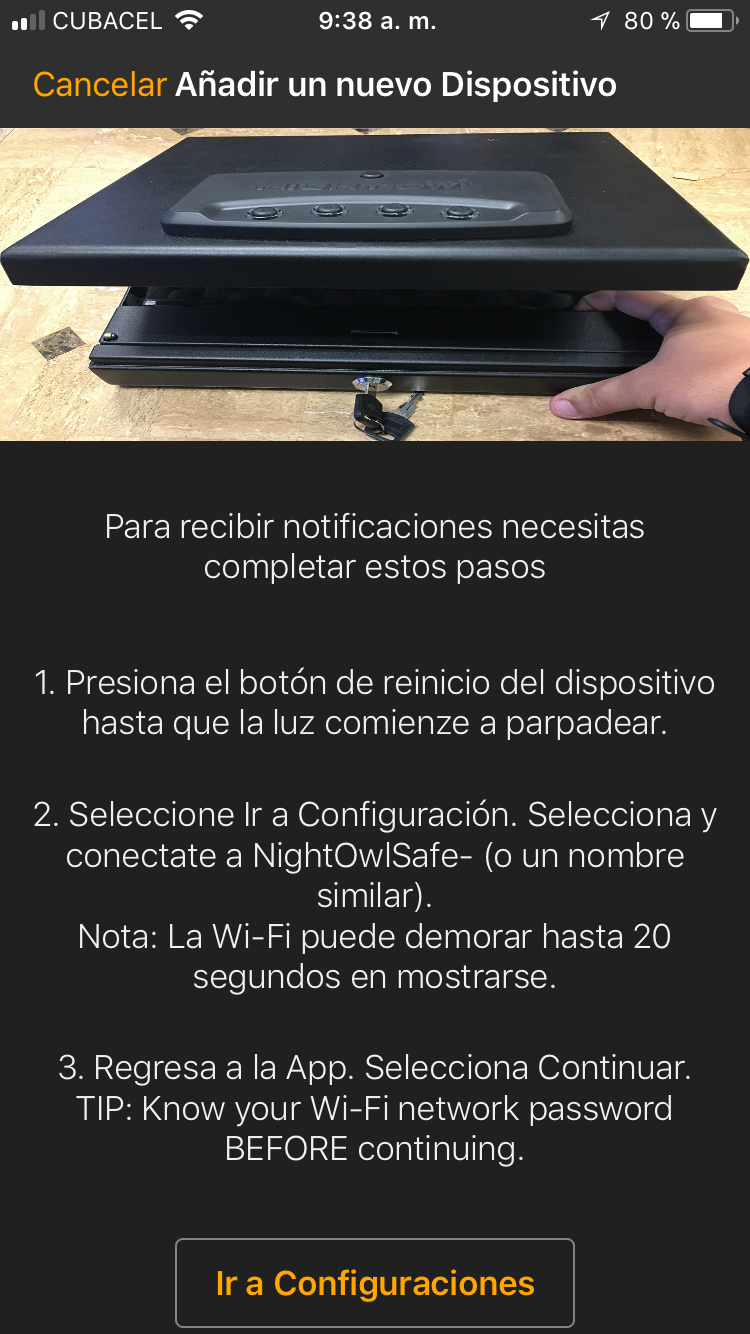 CUBACEL 9:38 a. m. 80 %
Cancelar Añadir un nuevo Dispositivo
NIGHT OWL
Para recibir notificaciones necesitas
completar estos pasos
1. Presiona el botón de reinicio del dispositivo
hasta que la luz comienze a parpadear.
2. Seleccione Ir a Configuración. Selecciona y
conectate a NightOwlSafe- (o un nombre
similar).
Nota: La Wi-Fi puede demorar hasta 20
segundos en mostrarse.
3. Regresa a la App. Selecciona Continuar.
TIP: Know your Wi-Fi network password
BEFORE continuing.
Ir a Configuraciones